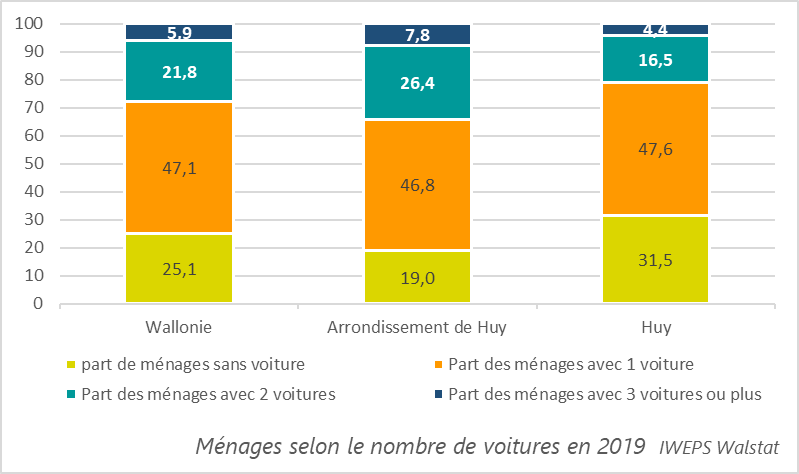 100
90
80
70
60
50
40
30
20
10
0
5,9
21,8
47,1
25,1
7,8
26,4
46,8
19,0
4,4
16,5
47,6
31,5
Wallonie
Arrondissement de Huy
Huy
part de ménages sans voiture
Part des ménages avec 1 voiture
Part des ménages avec 2 voitures
Part des ménages avec 3 voitures ou plus
Ménages selon le nombre de voitures en 2019 IWEPS Walstat